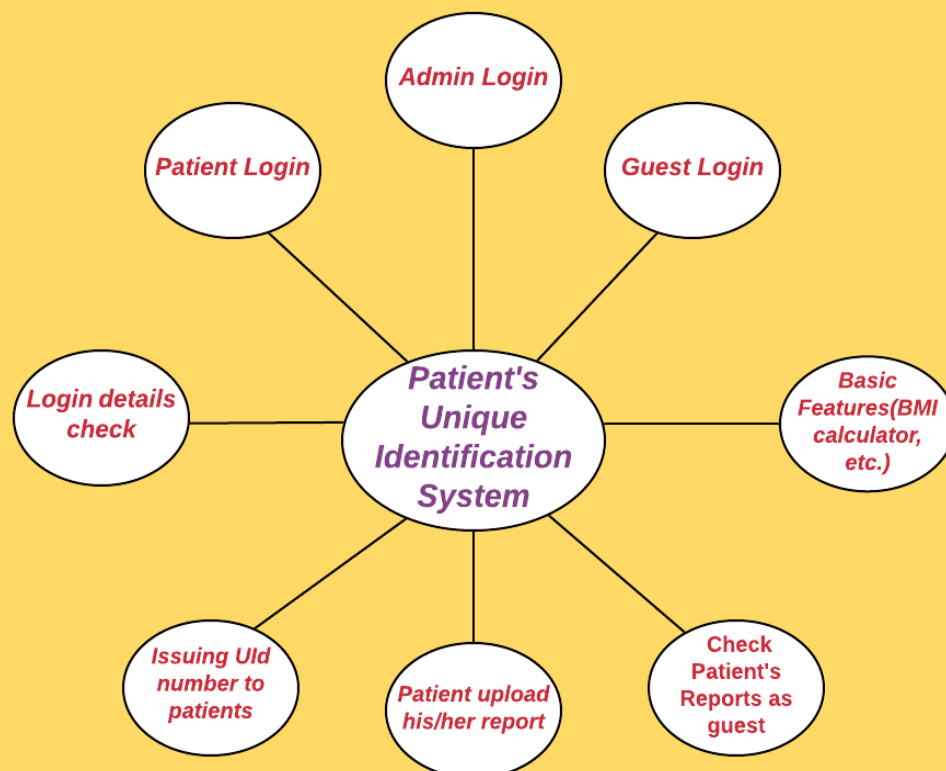 Admin Login
Patient Login
Guest Login
Login details
check
Patient's
Unique
Identification
System
Basic
Features(BMI
calculator,
etc.)
Issuing UId
number to
patients
Patient upload
his/her report
Check
Patient's
Reports as
guest